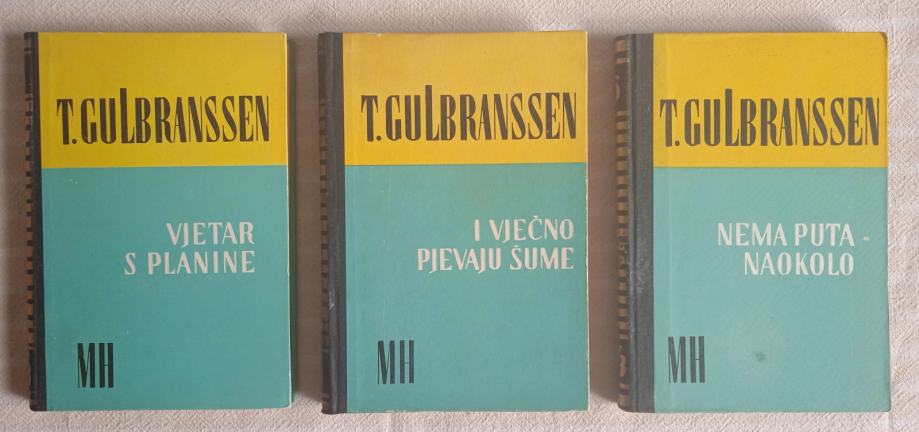 T. GULBRANSSEN
VJETAR
S PLANINE
MH
T. GULBRANSSEN
I VJEČNO
PJEVAJU ŠUME
MH
T. GULBRANSSEN
NEMA PUTA -
NAOKOLO
MH